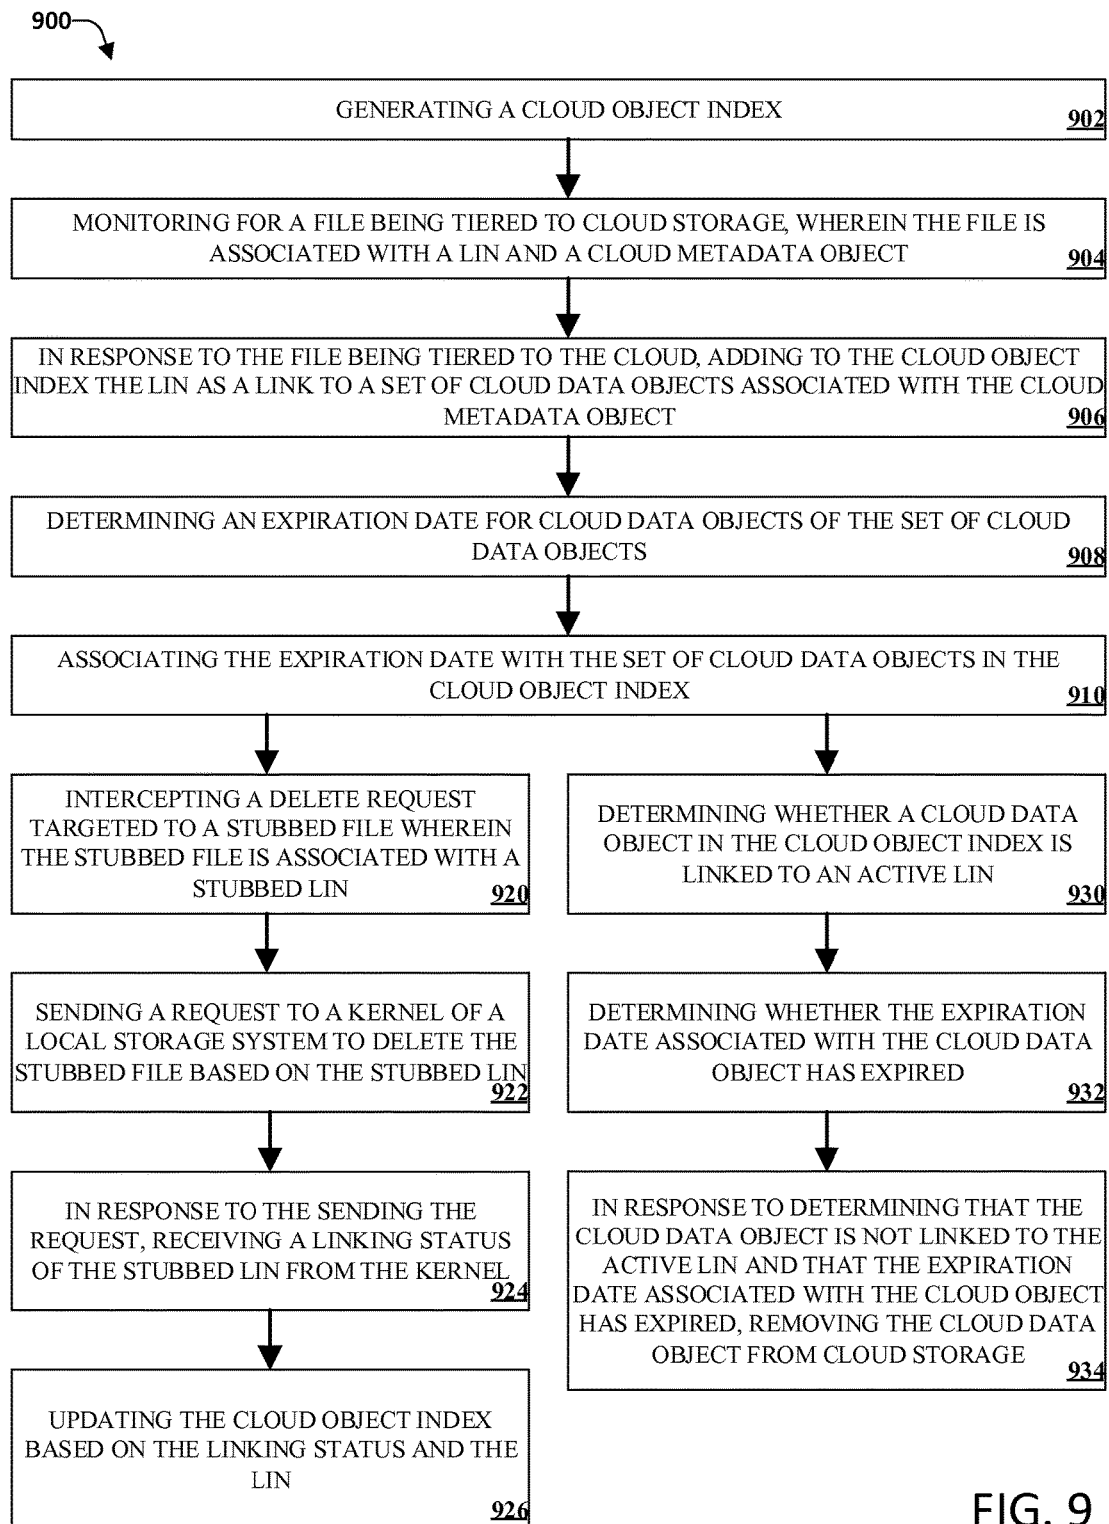 900
GENERATING A CLOUD OBJECT INDEX
902
MONITORING FOR A FILE BEING TIERED TO CLOUD STORAGE, WHEREIN THE FILE IS
ASSOCIATED WITH A LIN AND A CLOUD METADATA OBJECT
904
IN RESPONSE TO THE FILE BEING TIERED TO THE CLOUD, ADDING TO THE CLOUD OBJECT
INDEX THE LIN AS A LINK TO A SET OF CLOUD DATA OBJECTS ASSOCIATED WITH THE CLOUD
METADATA OBJECT
906
DETERMINING AN EXPIRATION DATE FOR CLOUD DATA OBJECTS OF THE SET OF CLOUD
DATA OBJECTS
908
ASSOCIATING THE EXPIRATION DATE WITH THE SET OF CLOUD DATA OBJECTS IN THE
CLOUD OBJECT INDEX
910
INTERCEPTING A DELETE REQUEST
TARGETED TO A STUBBED FILE WHEREIN
THE STUBBED FILE IS ASSOCIATED WITH A
STUBBED LIN
920
SENDING A REQUEST TO A KERNEL OF A
LOCAL STORAGE SYSTEM TO DELETE THE
STUBBED FILE BASED ON THE STUBBED LIN
922
IN RESPONSE TO THE SENDING THE
REQUEST, RECEIVING A LINKING STATUS
OF THE STUBBED LIN FROM THE KERNEL
924
UPDATING THE CLOUD OBJECT INDEX
BASED ON THE LINKING STATUS AND THE
LIN
926
DETERMINING WHETHER A CLOUD DATA
OBJECT IN THE CLOUD OBJECT INDEX IS
LINKED TO AN ACTIVE LIN
930
DETERMINING WHETHER THE EXPIRATION
DATE ASSOCIATED WITH THE CLOUD DATA
OBJECT HAS EXPIRED
932
IN RESPONSE TO DETERMINING THAT THE
CLOUD DATA OBJECT IS NOT LINKED TO THE
ACTIVE LIN AND THAT THE EXPIRATION
DATE ASSOCIATED WITH THE CLOUD OBJECT
HAS EXPIRED, REMOVING THE CLOUD DATA
OBJECT FROM CLOUD STORAGE
934
FIG. 9